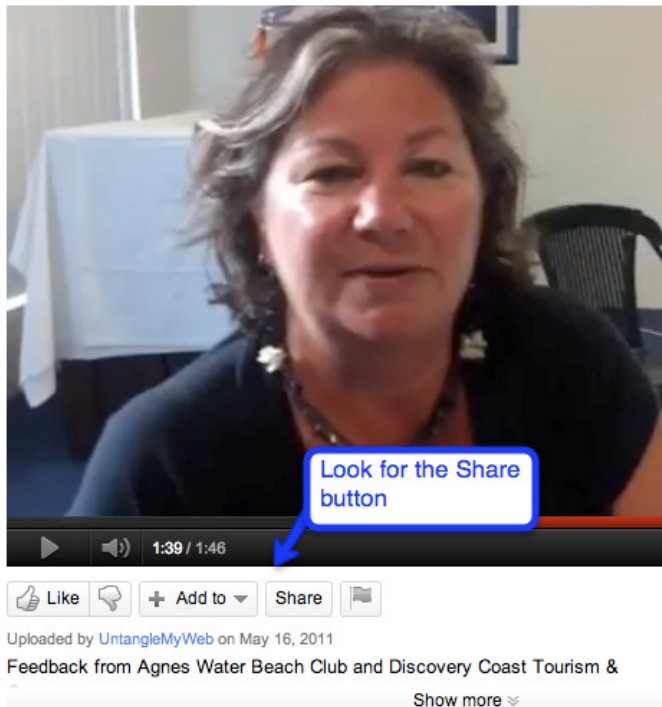 Look for the Share
button
1:39 / 1:46
Like
Add to
Share
Uploaded by UntangleMyWeb on May 16, 2011
Feedback from Agnes Water Beach Club and Discovery Coast Tourism &
Show more